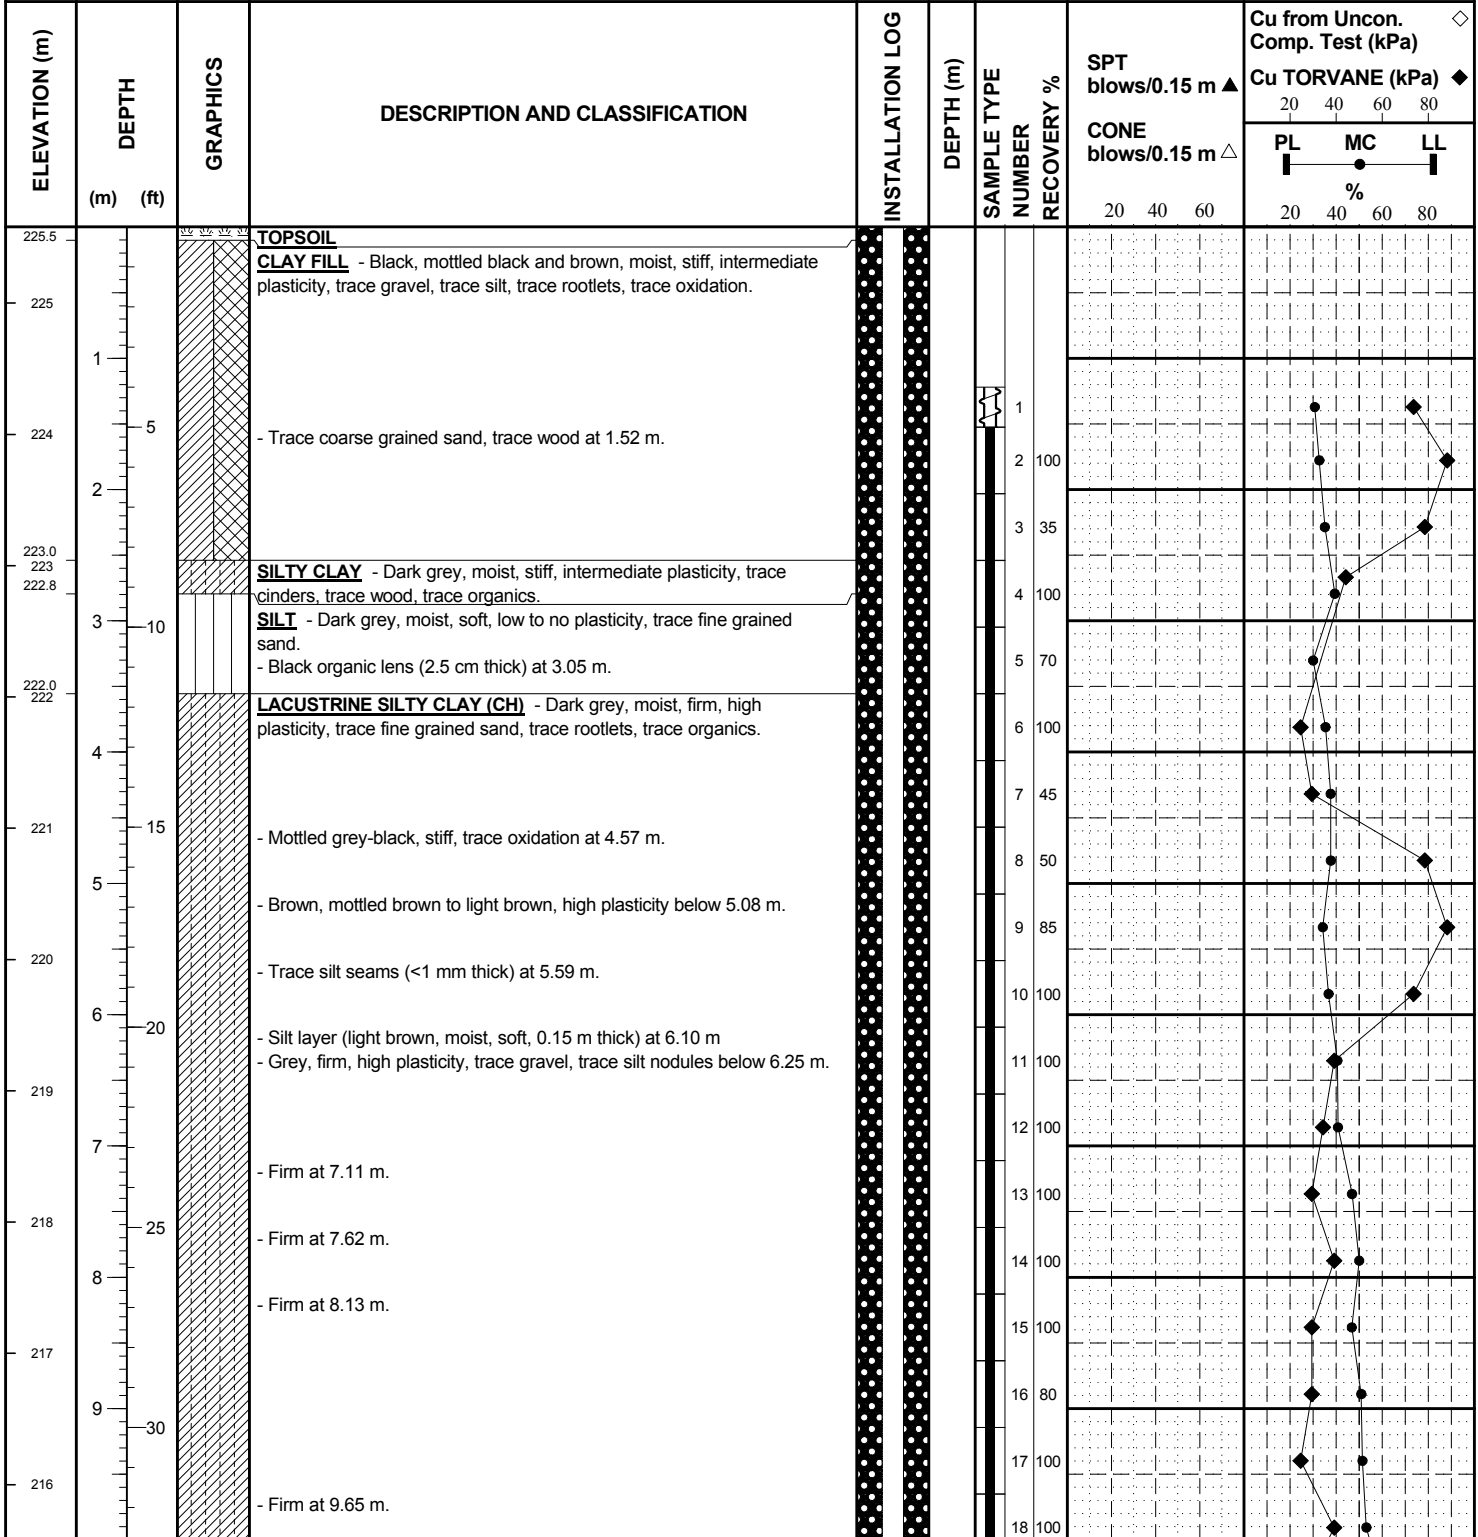 ELEVATION (m)
DEPTH
(m) (ft)
GRAPHICS
DESCRIPTION AND CLASSIFICATION
INSTALLATION LOG
DEPTH (m)
SAMPLE TYPE
NUMBER
RECOVERY %
SPT
blows/0.15 m
CONE
blows/0.15 m
20 40 60
Cu from Uncon.
Comp. Test (kPa)
Cu TORVANE (kPa)
20 40 60 80
PL MC LL
%
20 40 60 80
225.5
TOPSOIL
CLAY FILL - Black, mottled black and brown, moist, stiff, intermediate
plasticity, trace gravel, trace silt, trace rootlets, trace oxidation.
225
1
1
5
224
- Trace coarse grained sand, trace wood at 1.52 m.
2 100
2
3 35
223.0
223
SILTY CLAY - Dark grey, moist, stiff, intermediate plasticity, trace
222.8
cinders, trace wood, trace organics.
4 100
3
10
SILT - Dark grey, moist, soft, low to no plasticity, trace fine grained
sand.
- Black organic lens (2.5 cm thick) at 3.05 m.
5 70
222.0
222
LACUSTRINE SILTY CLAY (CH) - Dark grey, moist, firm, high
plasticity, trace fine grained sand, trace rootlets, trace organics.
6 100
4
7 45
221
15
- Mottled grey-black, stiff, trace oxidation at 4.57 m.
8 50
5
- Brown, mottled brown to light brown, high plasticity below 5.08 m.
9 85
220
- Trace silt seams (<1 mm thick) at 5.59 m.
10 100
6
20
- Silt layer (light brown, moist, soft, 0.15 m thick) at 6.10 m
- Grey, firm, high plasticity, trace gravel, trace silt nodules below 6.25 m.
11 100
219
12 100
7
- Firm at 7.11 m.
13 100
218
25
- Firm at 7.62 m.
14 100
8
- Firm at 8.13 m.
15 100
217
16 80
9
30
17 100
216
- Firm at 9.65 m.
18 100